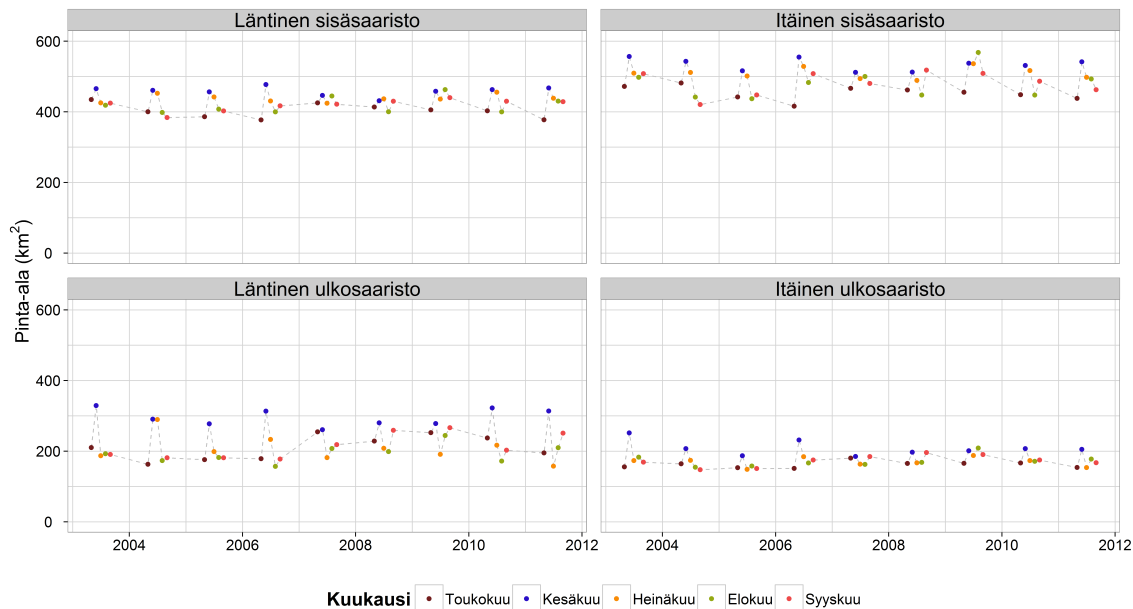 Läntinen sisäsaaristo
Itäinen sisäsaaristo
600
400
200
0
Pinta-ala (km²)
Läntinen ulkosaaristo
Itäinen ulkosaaristo
600
400
200
0
2004 2006 2008 2010 2012
2004 2006 2008 2010 2012
Kuukausi Toukokuu Kesäkuu Heinäkuu Elokuu Syyskuu